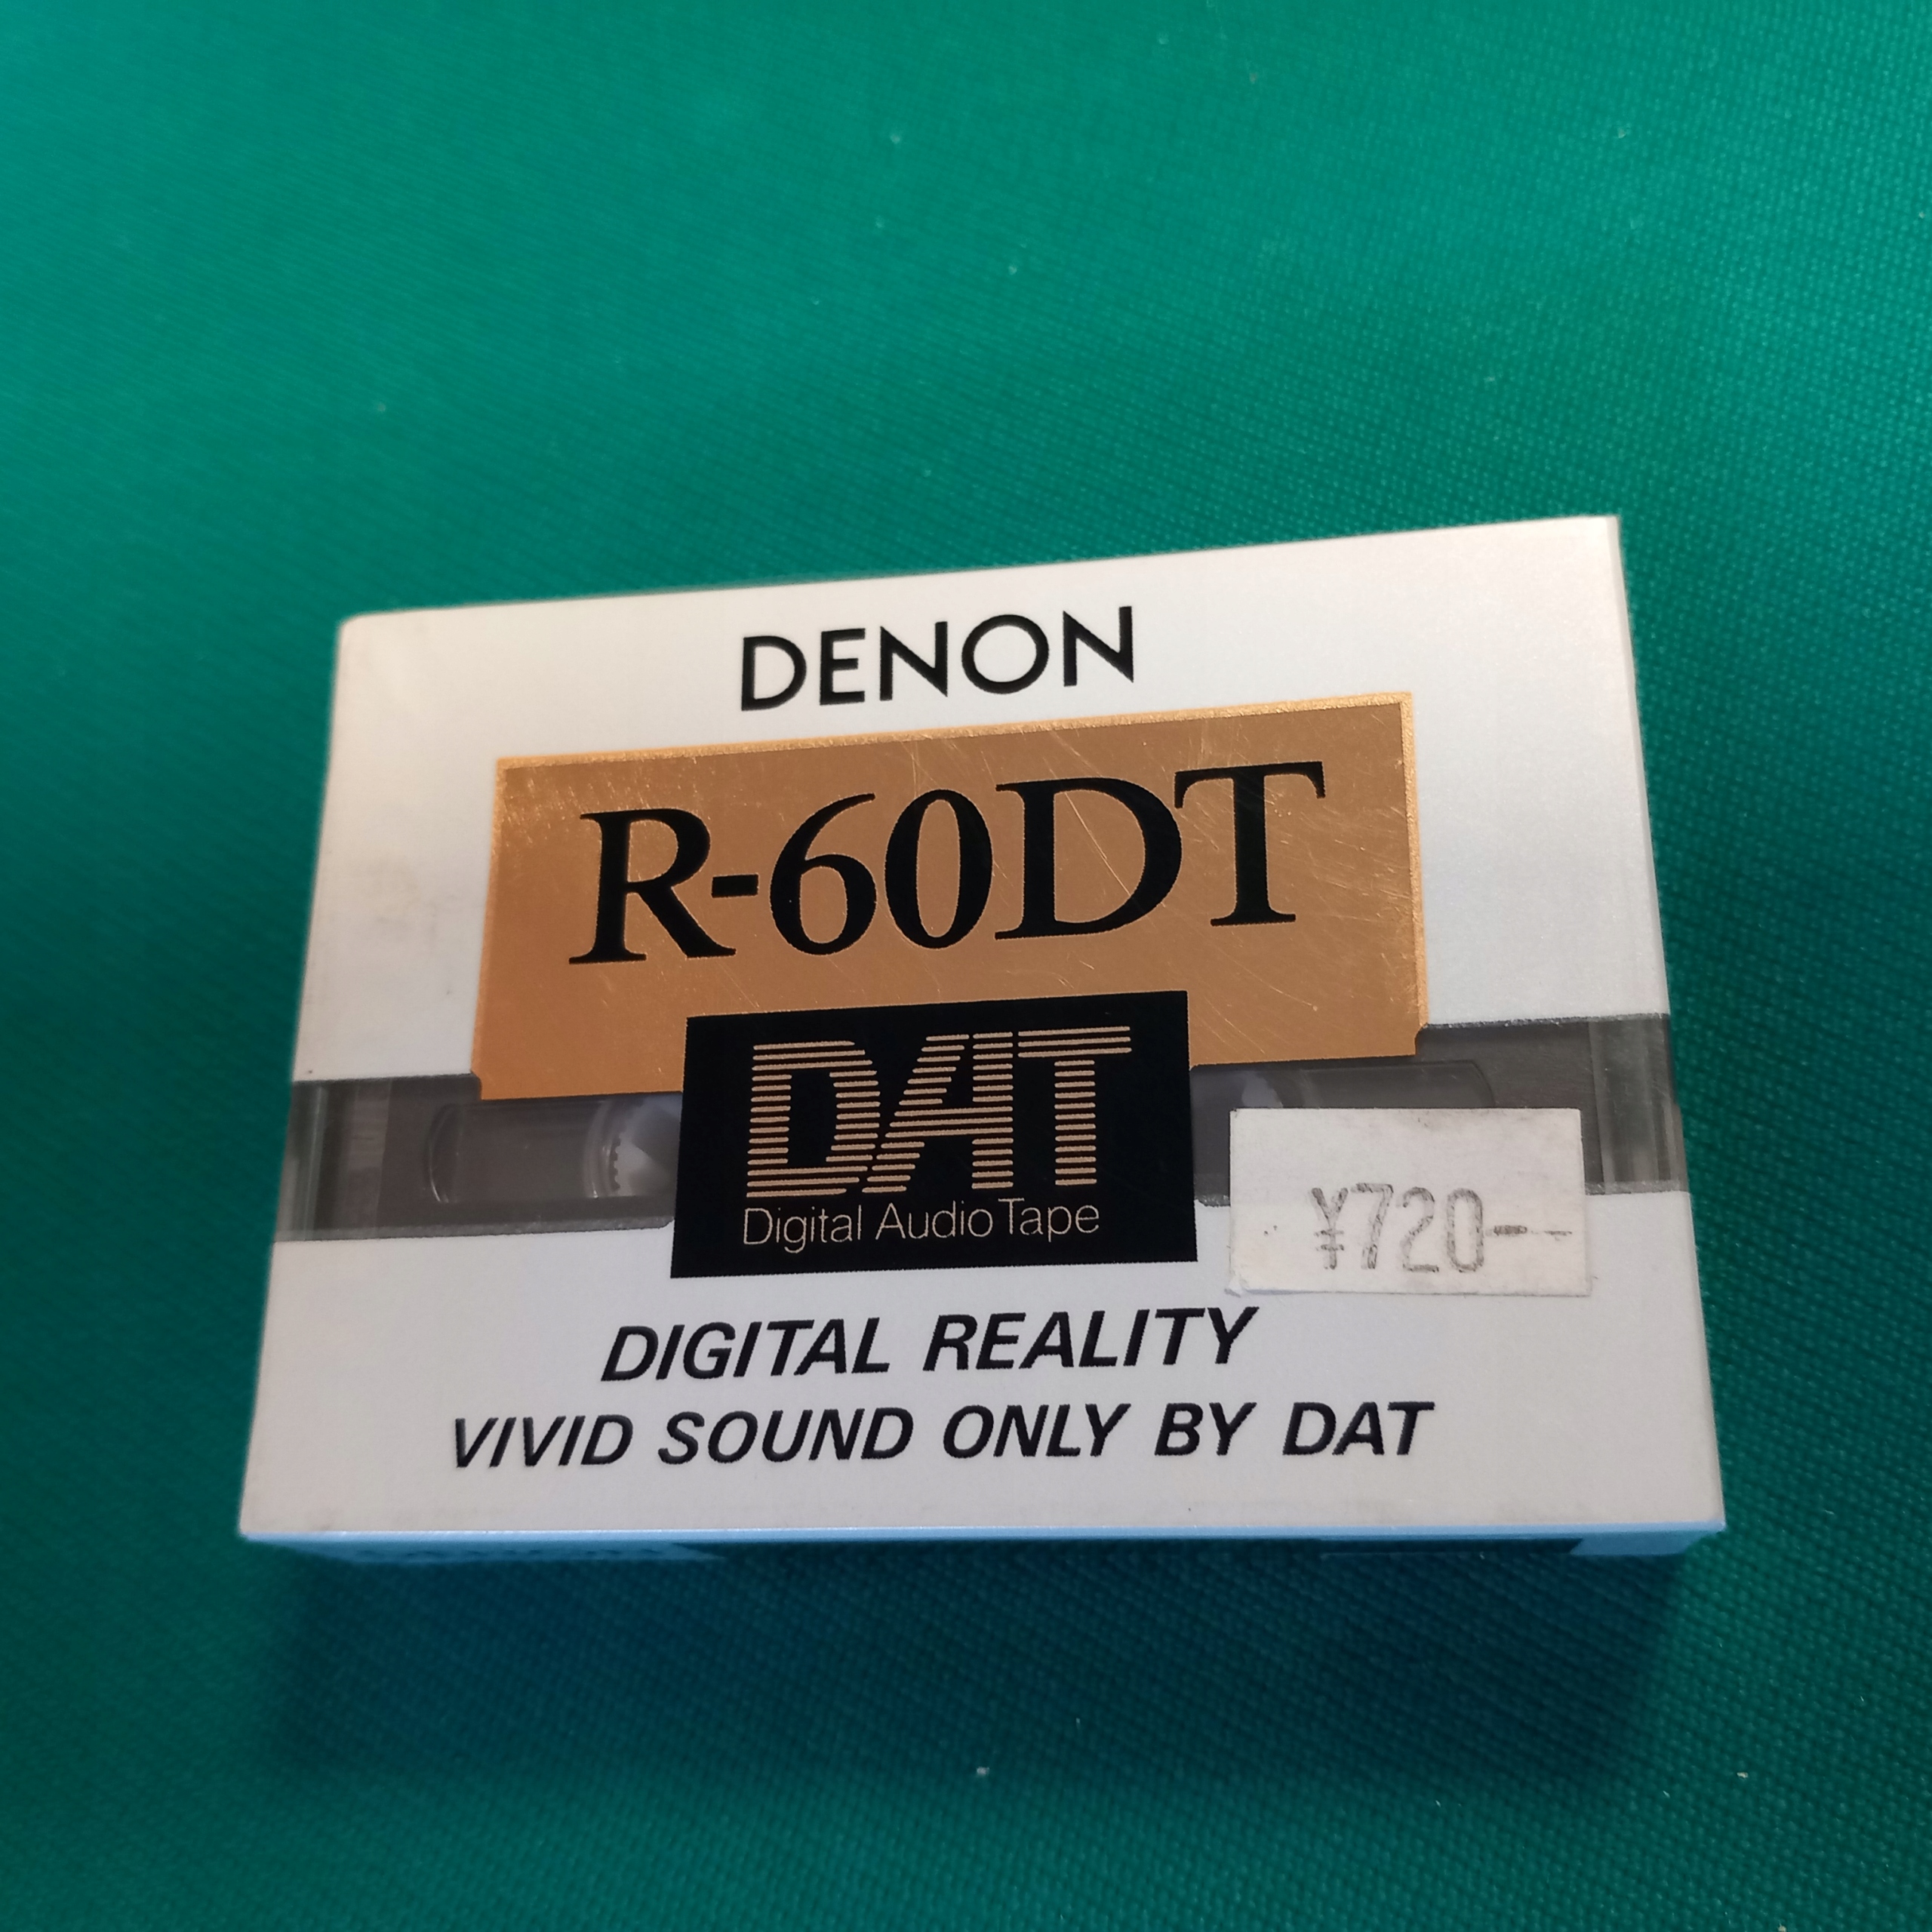 DENON
R-60DT
DAT
Digital Audio Tape
¥720-
DIGITAL REALITY
VIVID SOUND ONLY BY DAT